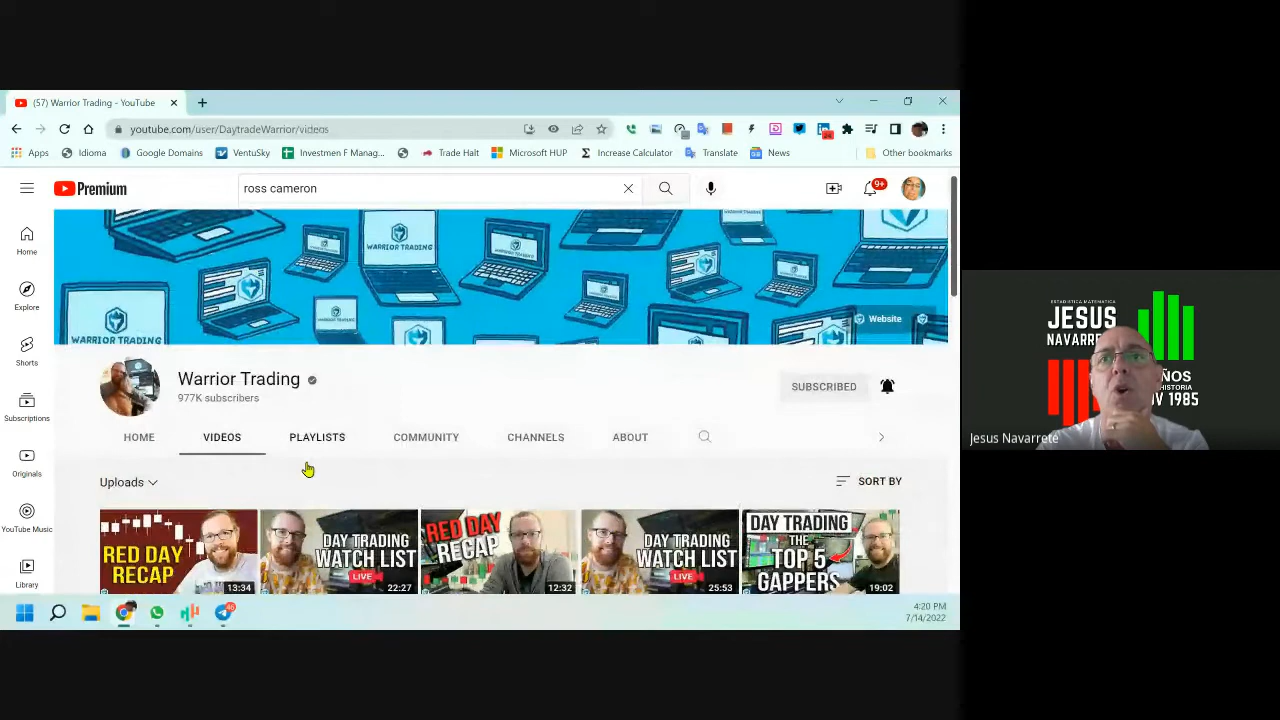 (57) Warrior Trading - YouTube
youtube.com/user/DaytradeWarrior/videos
Apps
Idioma
Google Domains
VentuSky
Investmen F Manag...
Trade Halt
Microsoft HUP
Increase Calculator
Translate
News
Other bookmarks
Premium
ross cameron
9+
Home
Explore
Shorts
Subscriptions
Originals
YouTube Music
Library
WARRIOR TRADING
WARRIOR TRADING
Website
Warrior Trading
977K subscribers
SUBSCRIBED
HOME
VIDEOS
PLAYLISTS
COMMUNITY
CHANNELS
ABOUT
Uploads
SORT BY
RED DAY
RECAP
13:34
DAY TRADING
WATCH LIST
LIVE
22:27
RED DAY
RECAP
12:32
DAY TRADING
WATCH LIST
LIVE
25:53
DAY TRADING
THE
TOP 5
GAPPERS
19:02
46
4:20 PM
7/14/2022
ESTADISTICA MATEMATICA
JESUS
1985
Jesus Navarrete